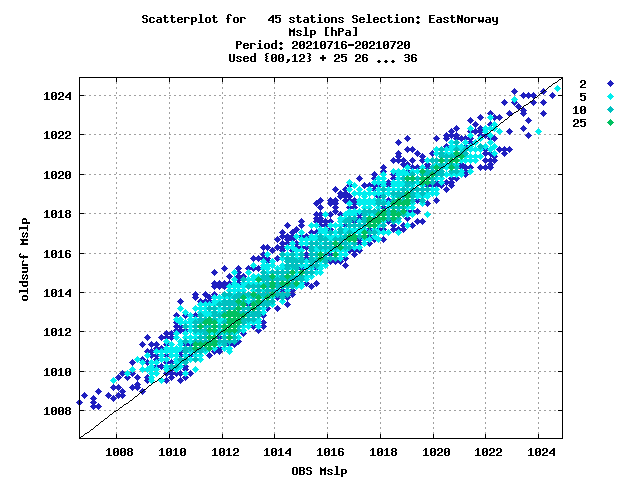 Scatterplot for   45 stations Selection: EastNorway
Mslp [hPa]
Period: 20210716-20210720
Used {00,12} + 25 26 ... 36
2
5
10
25
1024
1022
1020
1018
1016
1014
1012
1010
1008
oldsurf Mslp
1008 1010 1012 1014 1016 1018 1020 1022 1024
OBS Mslp